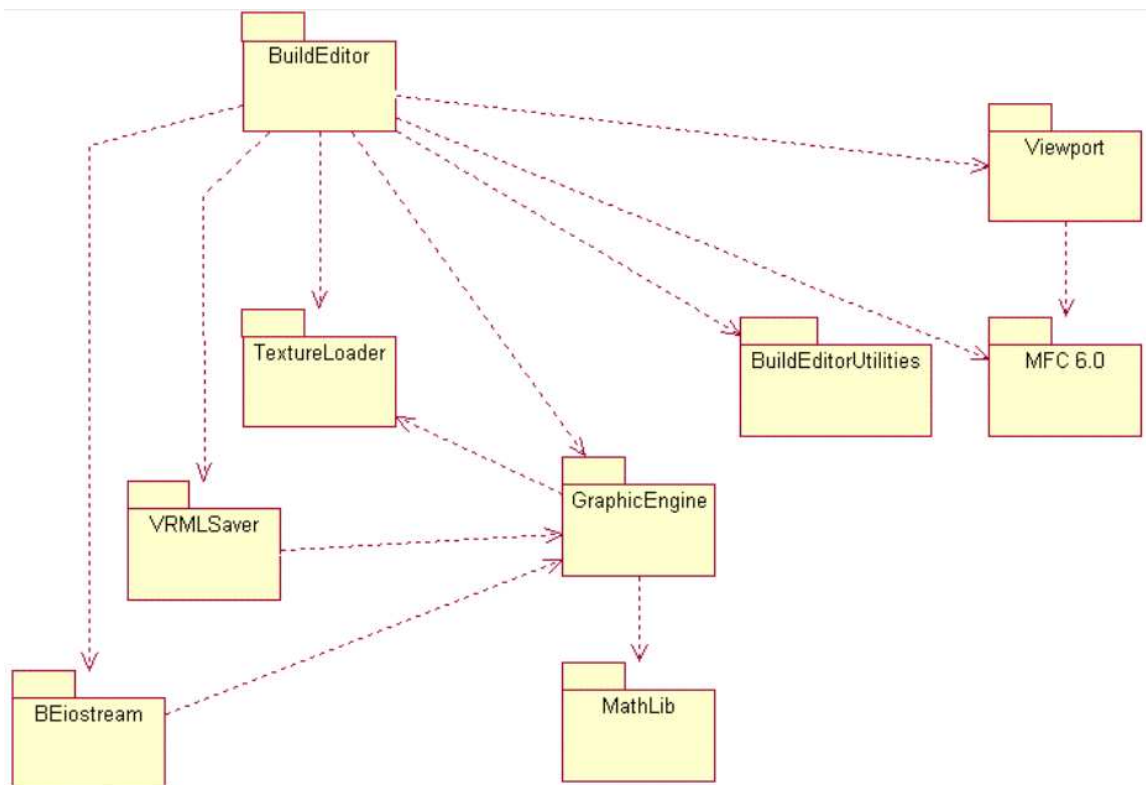 BuildEditor
Viewport
TextureLoader
BuildEditorUtilities
MFC 6.0
VRMLSaver
GraphicEngine
BEiostream
MathLib